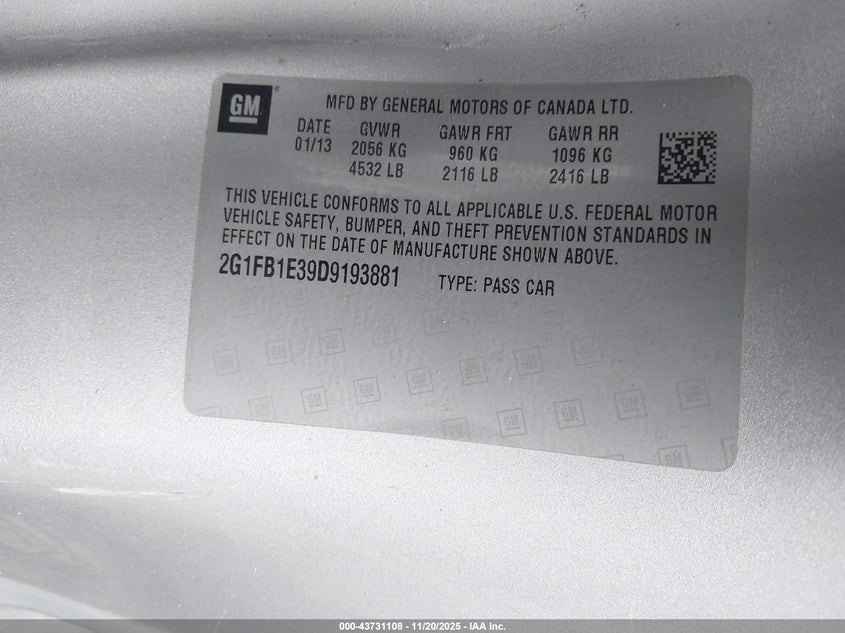 GM
MFD BY GENERAL MOTORS OF CANADA LTD.
DATE GVWR GAWR FRT GAWR RR
01/13 2056 KG 960 KG 1096 KG
4532 LB 2116 LB 2416 LB
THIS VEHICLE CONFORMS TO ALL APPLICABLE U.S. FEDERAL MOTOR
VEHICLE SAFETY, BUMPER, AND THEFT PREVENTION STANDARDS IN
EFFECT ON THE DATE OF MANUFACTURE SHOWN ABOVE.
2G1FB1E39D9193881 TYPE: PASS CAR
000-43731108 - 11/20/2025 - IAA Inc.